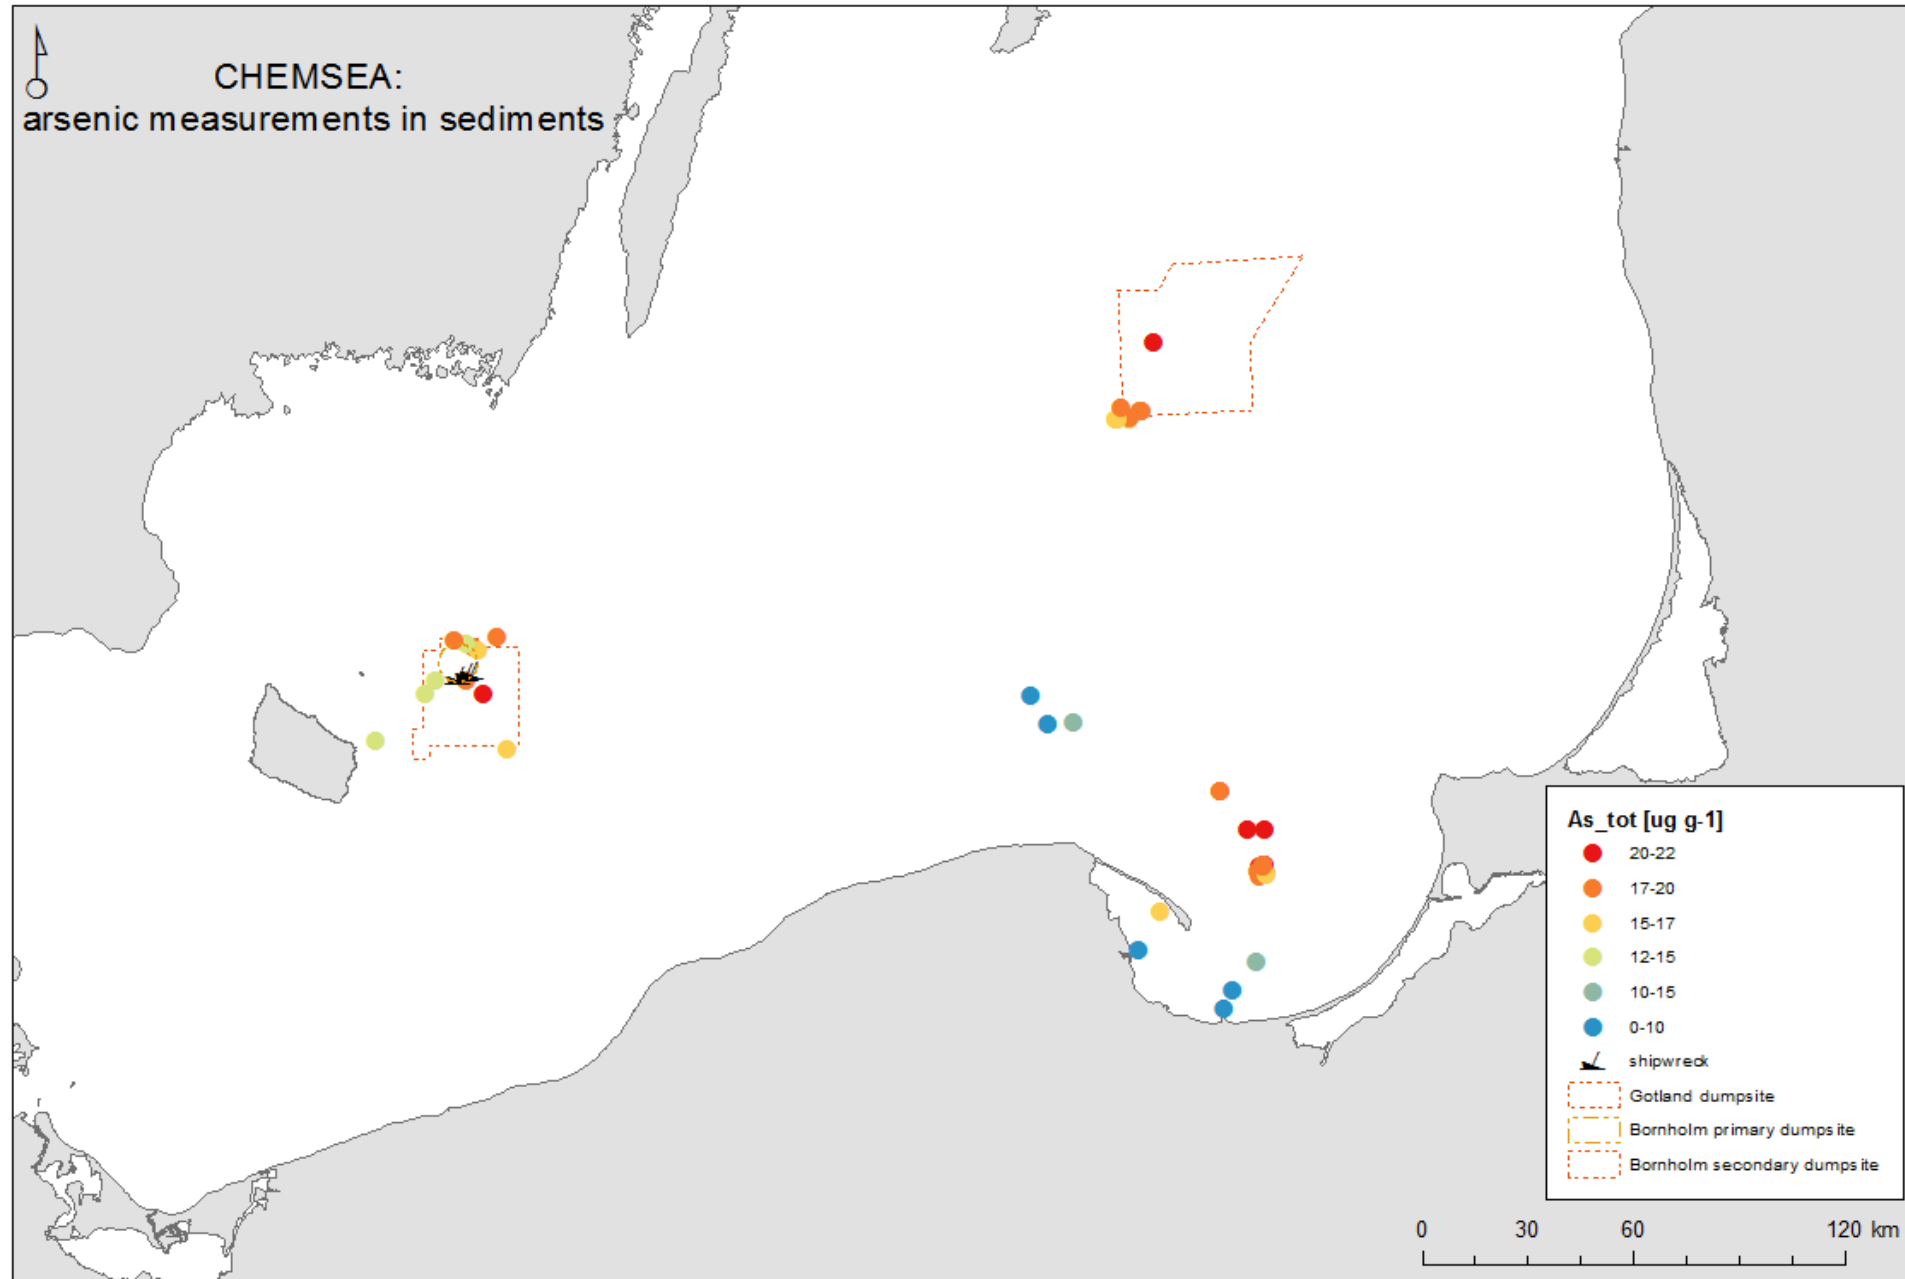 CHEMSEA:
arsenic measurements in sediments
As_tot [ug g-1]
20-22
17-20
15-17
12-15
10-15
0-10
shipwreck
Gotland dumpsite
Bornholm primary dumpsite
Bornholm secondary dumpsite
0 30 60 120 km